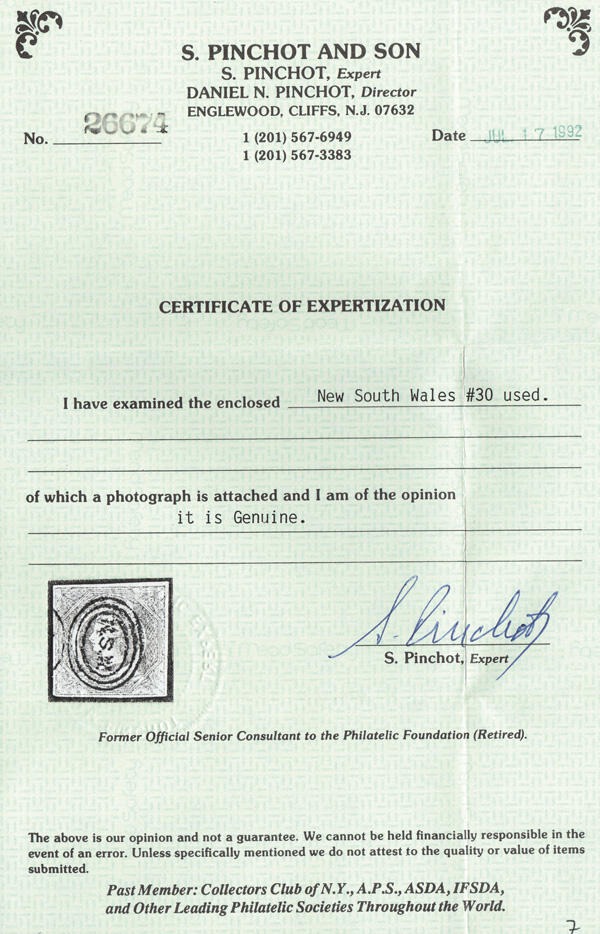 S. PINCHOT AND SON
S. PINCHOT, Expert
DANIEL N. PINCHOT, Director
ENGLEWOOD, CLIFFS, N.J. 07632
No. 26674
1 (201) 567-6949
1 (201) 567-3383
Date JUL 17 1992
CERTIFICATE OF EXPERTIZATION
I have examined the enclosed New South Wales #30 used.
of which a photograph is attached and I am of the opinion
it is Genuine.
NSW
S. Pinchot
S. Pinchot, Expert
Former Official Senior Consultant to the Philatelic Foundation (Retired).
The above is our opinion and not a guarantee. We cannot be held financially responsible in the
event of an error. Unless specifically mentioned we do not attest to the quality or value of items
submitted.
Past Member: Collectors Club of N.Y., A.P.S., ASDA, IFSDA,
and Other Leading Philatelic Societies Throughout the World.
7